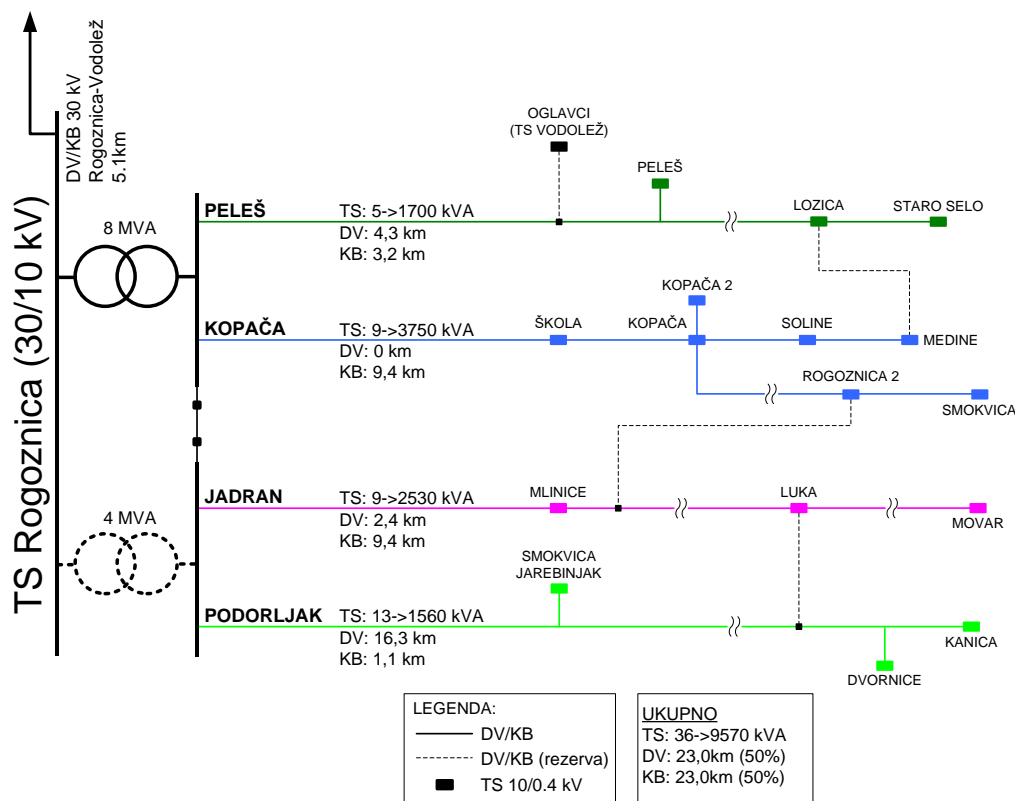 TS Rogoznica (30/10 kV)
DV/KB 30 kV
Rogoznica-Vodolež
5.1km
8 MVA
4 MVA
OGLAVCI
(TS VODOLEŽ)
PELEŠ
PELEŠ
TS: 5->1700 kVA
DV: 4,3 km
KB: 3,2 km
LOZICA
STARO SELO
KOPAČA 2
KOPAČA
TS: 9->3750 kVA
DV: 0 km
KB: 9,4 km
ŠKOLA
KOPAČA
SOLINE
MEDINE
ROGOZNICA 2
SMOKVICA
JADRAN
TS: 9->2530 kVA
DV: 2,4 km
KB: 9,4 km
MLINICE
LUKA
MOVAR
SMOKVICA
JAREBINJAK
PODORLJAK
TS: 13->1560 kVA
DV: 16,3 km
KB: 1,1 km
KANICA
DVORNICE
LEGENDA:
DV/KB
DV/KB (rezerva)
TS 10/0.4 kV
UKUPNO
TS: 36->9570 kVA
DV: 23,0km (50%)
KB: 23,0km (50%)